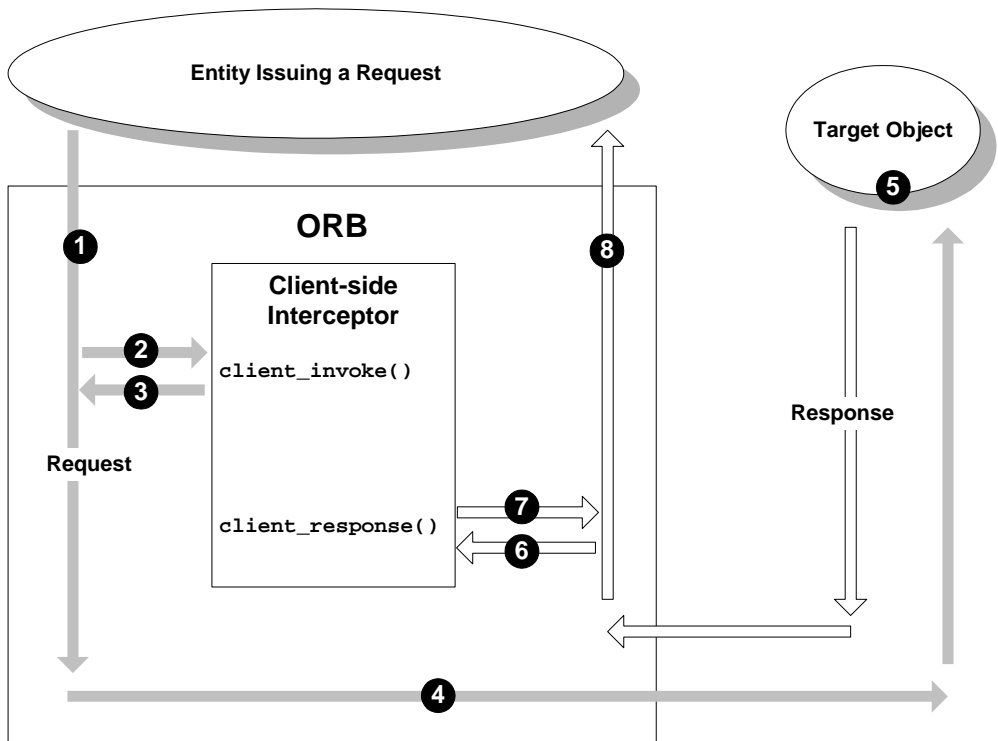 Entity Issuing a Request
Target Object
5
ORB
1
8
Client-side
Interceptor
2
client_invoke()
3
Response
Request
7
client_response()
6
4